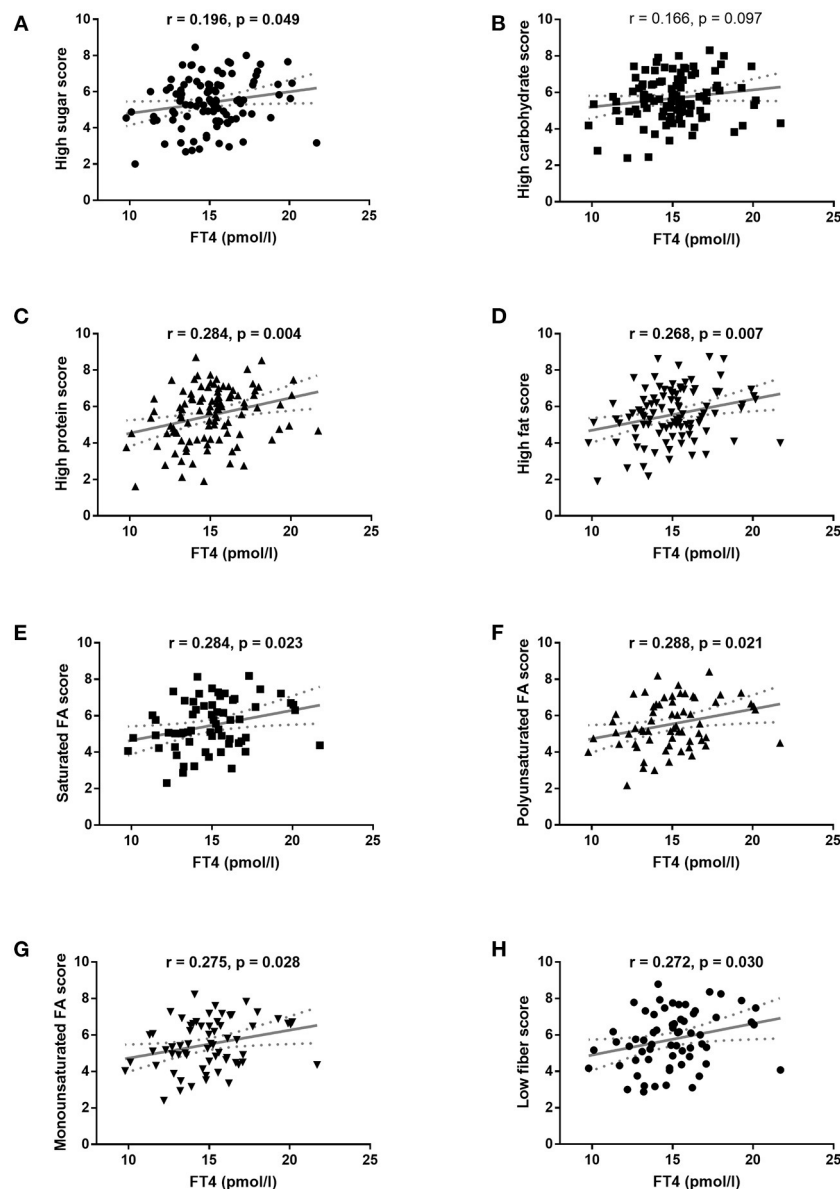 A
r = 0.196, p = 0.049
High sugar score
10
8
6
4
2
0
10 15 20 25
FT4 (pmol/l)
B
r = 0.166, p = 0.097
High carbohydrate score
10
8
6
4
2
0
10 15 20 25
FT4 (pmol/l)
C
r = 0.284, p = 0.004
High protein score
10
8
6
4
2
0
10 15 20 25
FT4 (pmol/l)
D
r = 0.268, p = 0.007
High fat score
10
8
6
4
2
0
10 15 20 25
FT4 (pmol/l)
E
r = 0.284, p = 0.023
Saturated FA score
10
8
6
4
2
0
10 15 20 25
FT4 (pmol/l)
F
r = 0.288, p = 0.021
Polyunsaturated FA score
10
8
6
4
2
0
10 15 20 25
FT4 (pmol/l)
G
r = 0.275, p = 0.028
Monounsaturated FA score
10
8
6
4
2
0
10 15 20 25
FT4 (pmol/l)
H
r = 0.272, p = 0.030
Low fiber score
10
8
6
4
2
0
10 15 20 25
FT4 (pmol/l)